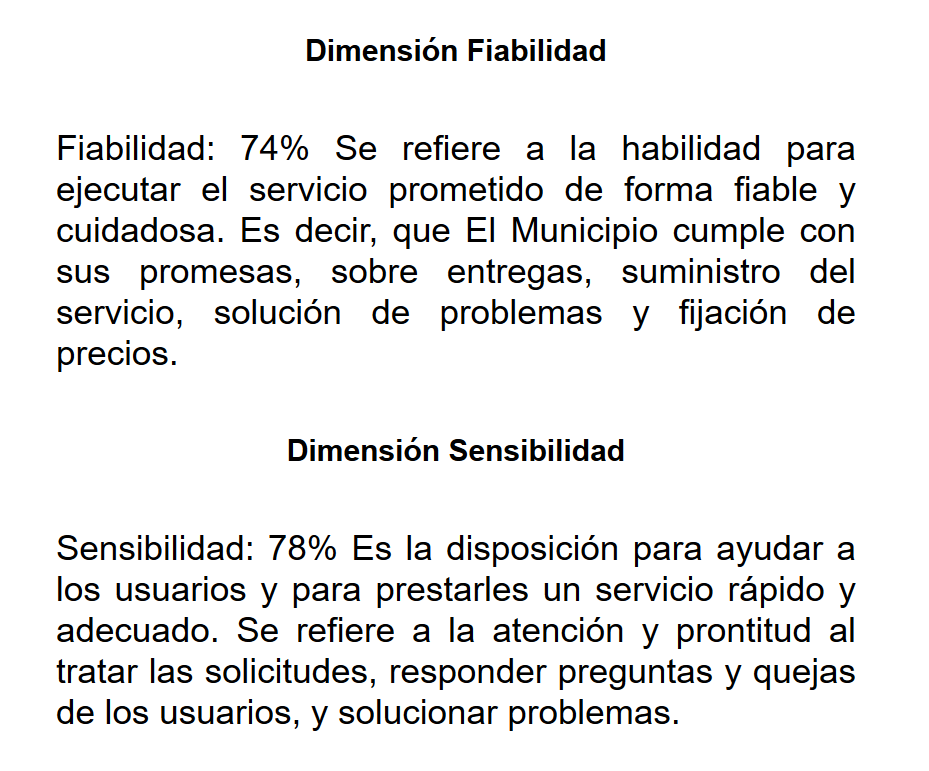 Dimensión Fiabilidad
Fiabilidad: 74% Se refiere a la habilidad para
ejecutar el servicio prometido de forma fiable y
cuidadosa. Es decir, que El Municipio cumple con
sus promesas, sobre entregas, suministro del
servicio, solución de problemas y fijación de
precios.
Dimensión Sensibilidad
Sensibilidad: 78% Es la disposición para ayudar a
los usuarios y para prestarles un servicio rápido y
adecuado. Se refiere a la atención y prontitud al
tratar las solicitudes, responder preguntas y quejas
de los usuarios, y solucionar problemas.